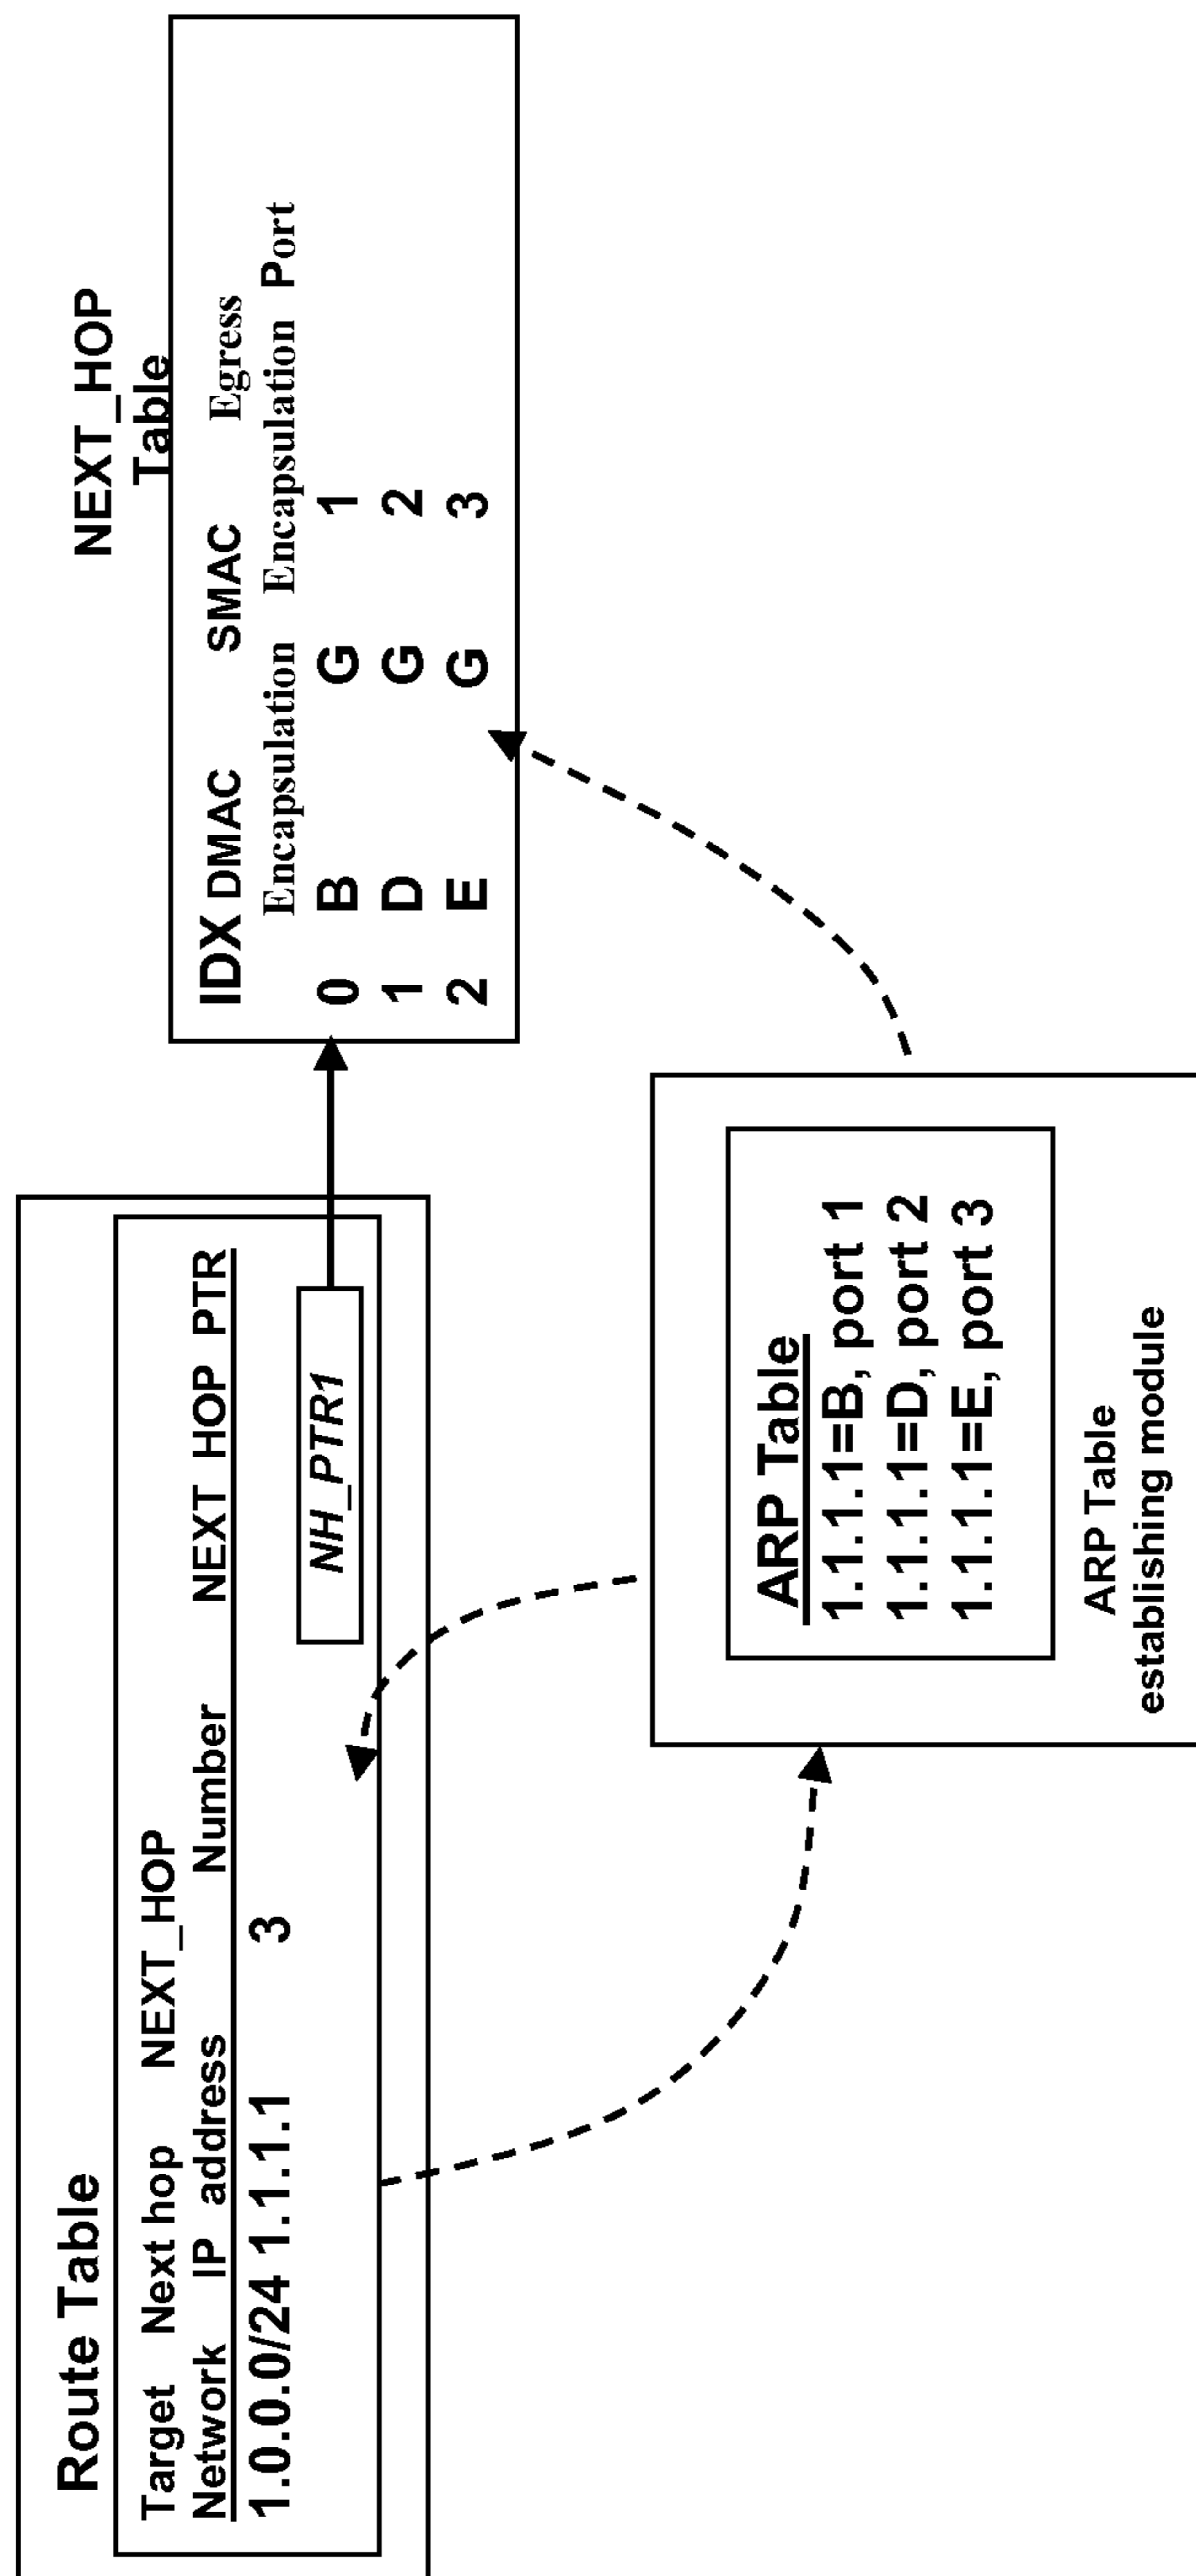 Route Table
Target Next hop NEXT_HOP
Network IP address Number NEXT HOP PTR
1.0.0.0/24 1.1.1.1 3
NH_PTR1
NEXT_HOP
Table
IDX DMAC SMAC Egress
Encapsulation Encapsulation Port
0 B G 1
1 D G 2
2 E G 3
ARP Table
1.1.1.1=B, port 1
1.1.1.1=D, port 2
1.1.1.1=E, port 3
ARP Table
establishing module